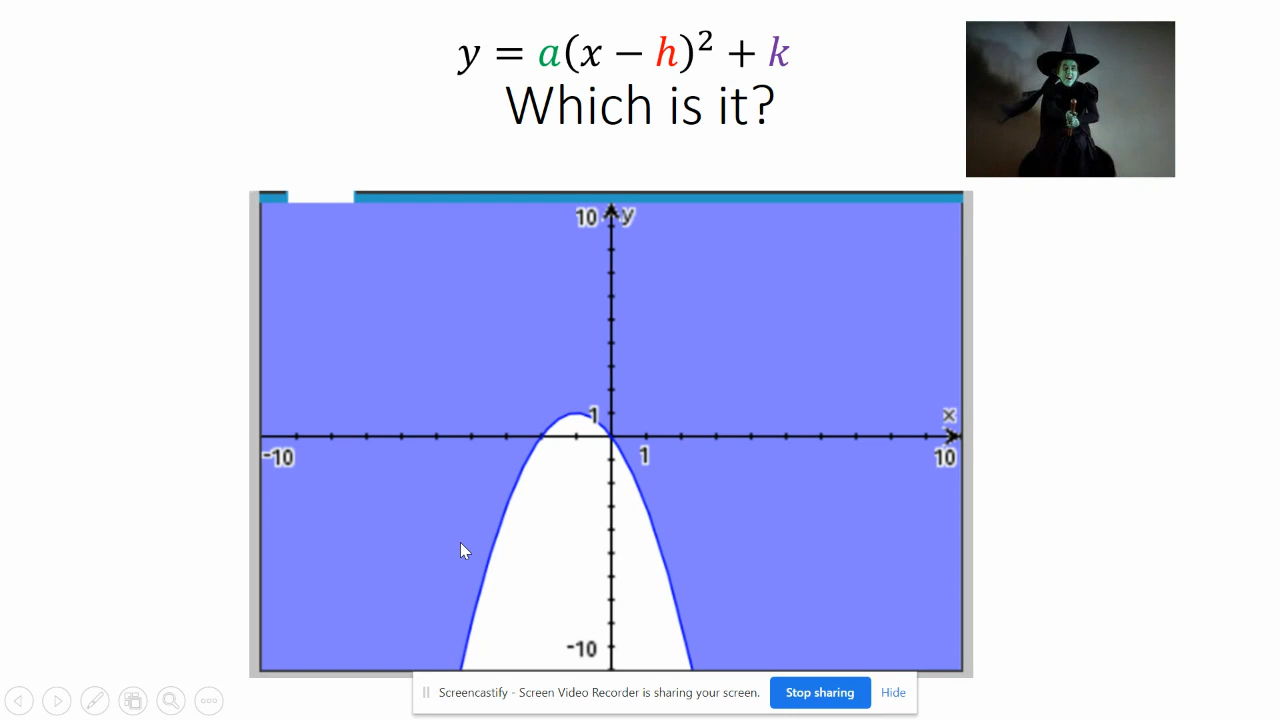 y = a(x − h)² + k
Which is it?
10
y
1
x
-10
1
10
-10
Screencastify - Screen Video Recorder is sharing your screen.
Stop sharing
Hide